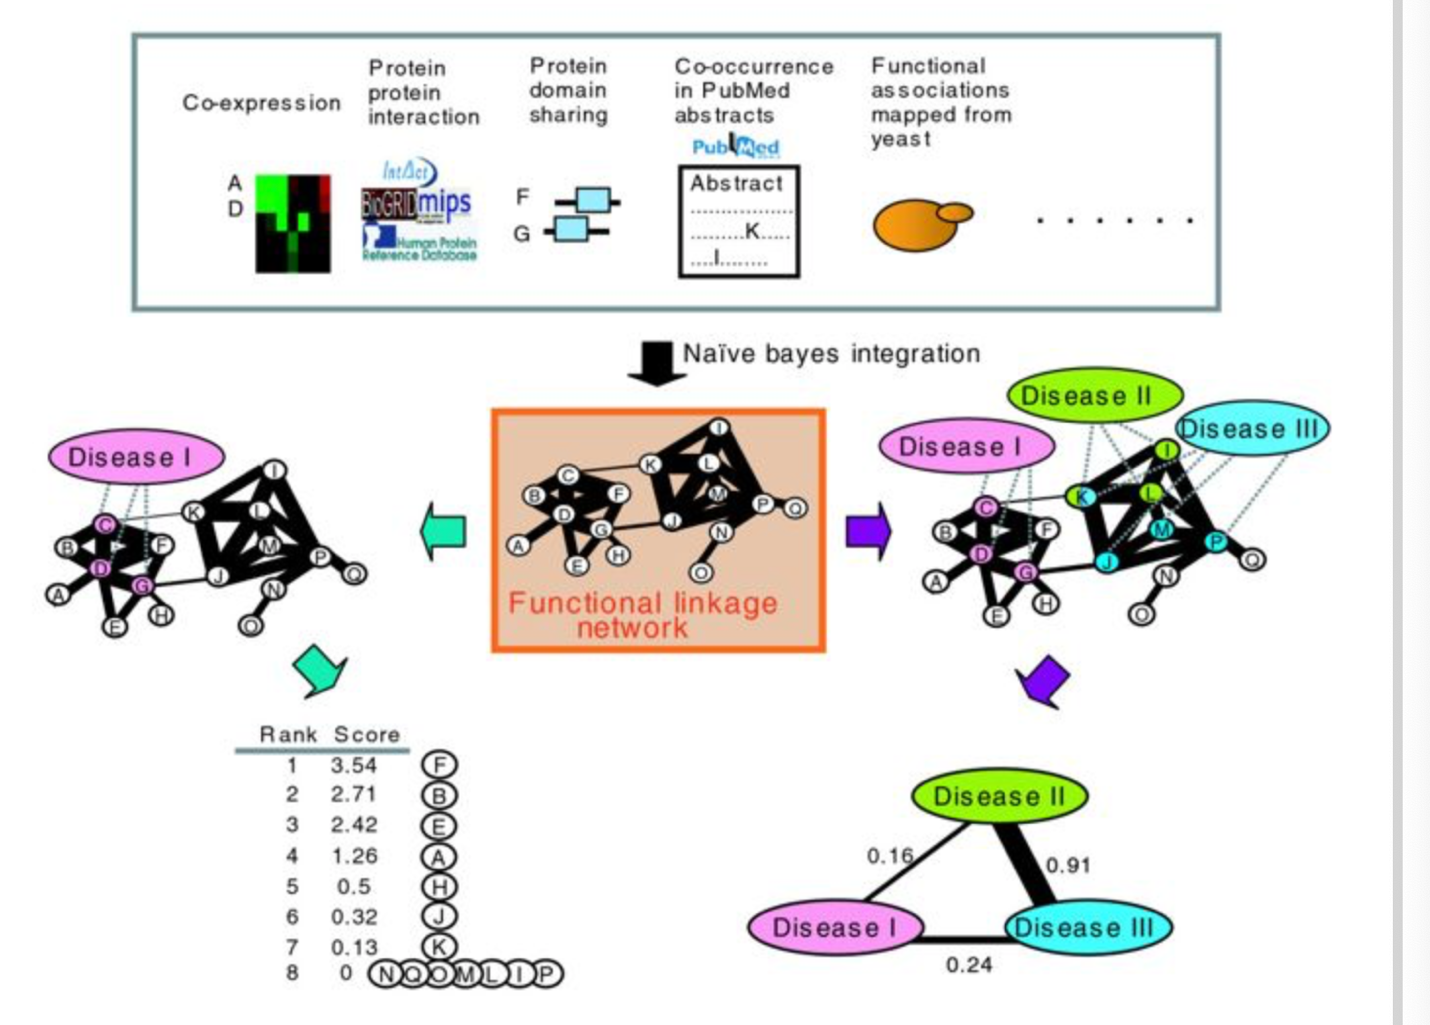 Co-expression
Protein
protein
interaction
Protein
domain
sharing
Co-occurrence
in PubMed
abstracts
Functional
associations
mapped from
yeast
A
D
IntAct
BioGRID mips
Human Protein
Reference Database
F
G
PubMed
Abstract
..................
.........K.....
....I........
. . . . . .
Naïve bayes integration
Disease I
I
K
L
C
B
F
M
D
P
J
G
Q
A
N
H
E
O
I
C
K
L
B
F
M
D
P
Q
J
G
N
A
H
E
O
Functional linkage
network
Disease II
Disease III
Disease I
I
K
L
C
B
F
M
D
P
J
G
Q
A
N
H
E
O
Rank Score
1 3.54 F
2 2.71 B
3 2.42 E
4 1.26 A
5 0.5 H
6 0.32 J
7 0.13 K
8 0 N Q O M L I P
Disease II
0.16
0.91
Disease I
Disease III
0.24